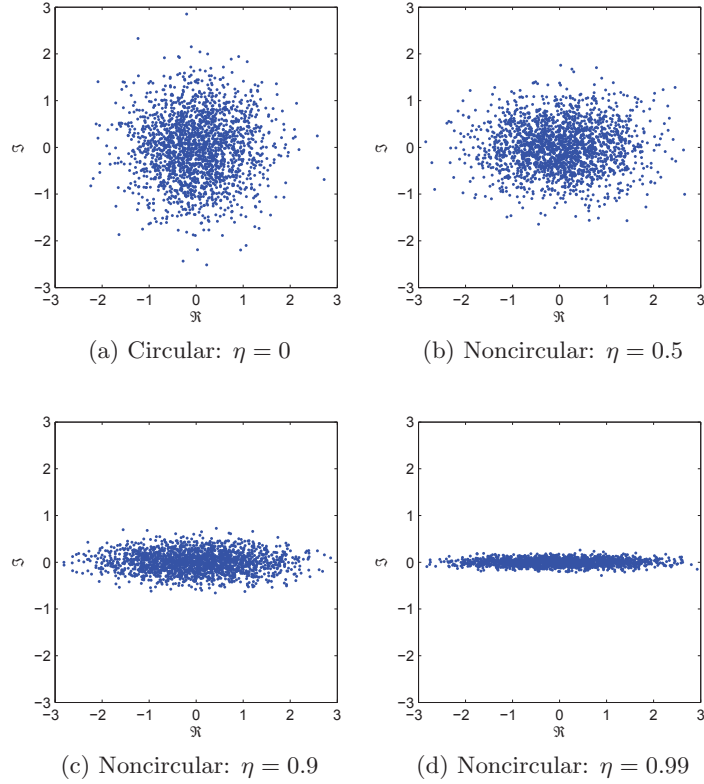 3
2
1
0
−1
−2
−3
ℑ
−3 −2 −1 0 1 2 3
ℜ
(a) Circular: η = 0
3
2
1
0
−1
−2
−3
ℑ
−3 −2 −1 0 1 2 3
ℜ
(b) Noncircular: η = 0.5
3
2
1
0
−1
−2
−3
ℑ
−3 −2 −1 0 1 2 3
ℜ
(c) Noncircular: η = 0.9
3
2
1
0
−1
−2
−3
ℑ
−3 −2 −1 0 1 2 3
ℜ
(d) Noncircular: η = 0.99